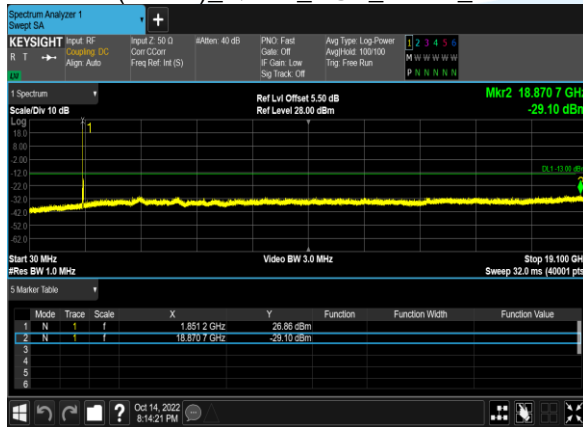 Spectrum Analyzer 1
Swept SA
+
KEYSIGHT Input: RF Input Z: 50 Ω #Atten: 40 dB PNO: Fast Avg Type: Log-Power 1 2 3 4 5 6
R T Coupling: DC Corr CCorr Gate: Off Avg|Hold: 100/100 M W W W W W
Align: Auto Freq Ref: Int (S) IF Gain: Low Trig: Free Run
Sig Track: Off P N N N N N
1 Spectrum Ref Lvl Offset 5.50 dB Mkr2 18.870 7 GHz
Scale/Div 10 dB Ref Level 28.00 dBm -29.10 dBm
Log
18.0
8.00
-2.00
-12.0
-22.0
-32.0
-42.0
-52.0
-62.0
1
DL1 -13.00 dBm
Start 30 MHz Video BW 3.0 MHz Stop 19.100 GH
#Res BW 1.0 MHz Sweep 32.0 ms (40001 pts
5 Marker Table
Mode Trace Scale X Y Function Function Width Function Value
1 N 1 f 1.851 2 GHz 26.86 dBm
2 N 1 f 18.870 7 GHz -29.10 dBm
3
4
5
6
? Oct 14, 2022
8:14:21 PM